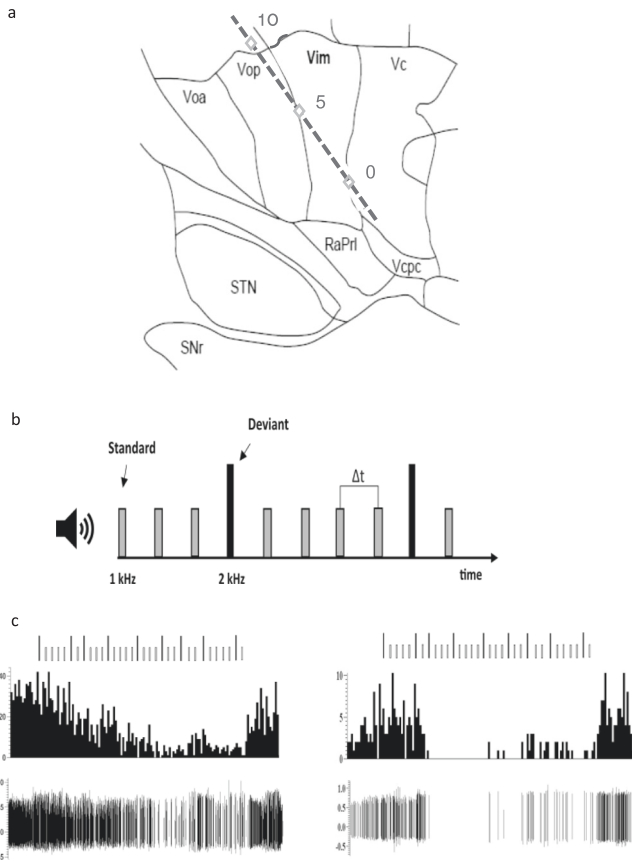 a
10
Vop
Vim
Vc
Voa
5
0
RaPrl
Vcpc
STN
SNr
b
Deviant
Standard
Δt
1 kHz
2 kHz
time
c
40
20
0
10
5
0
1.0
0.5
0.0
-0.5